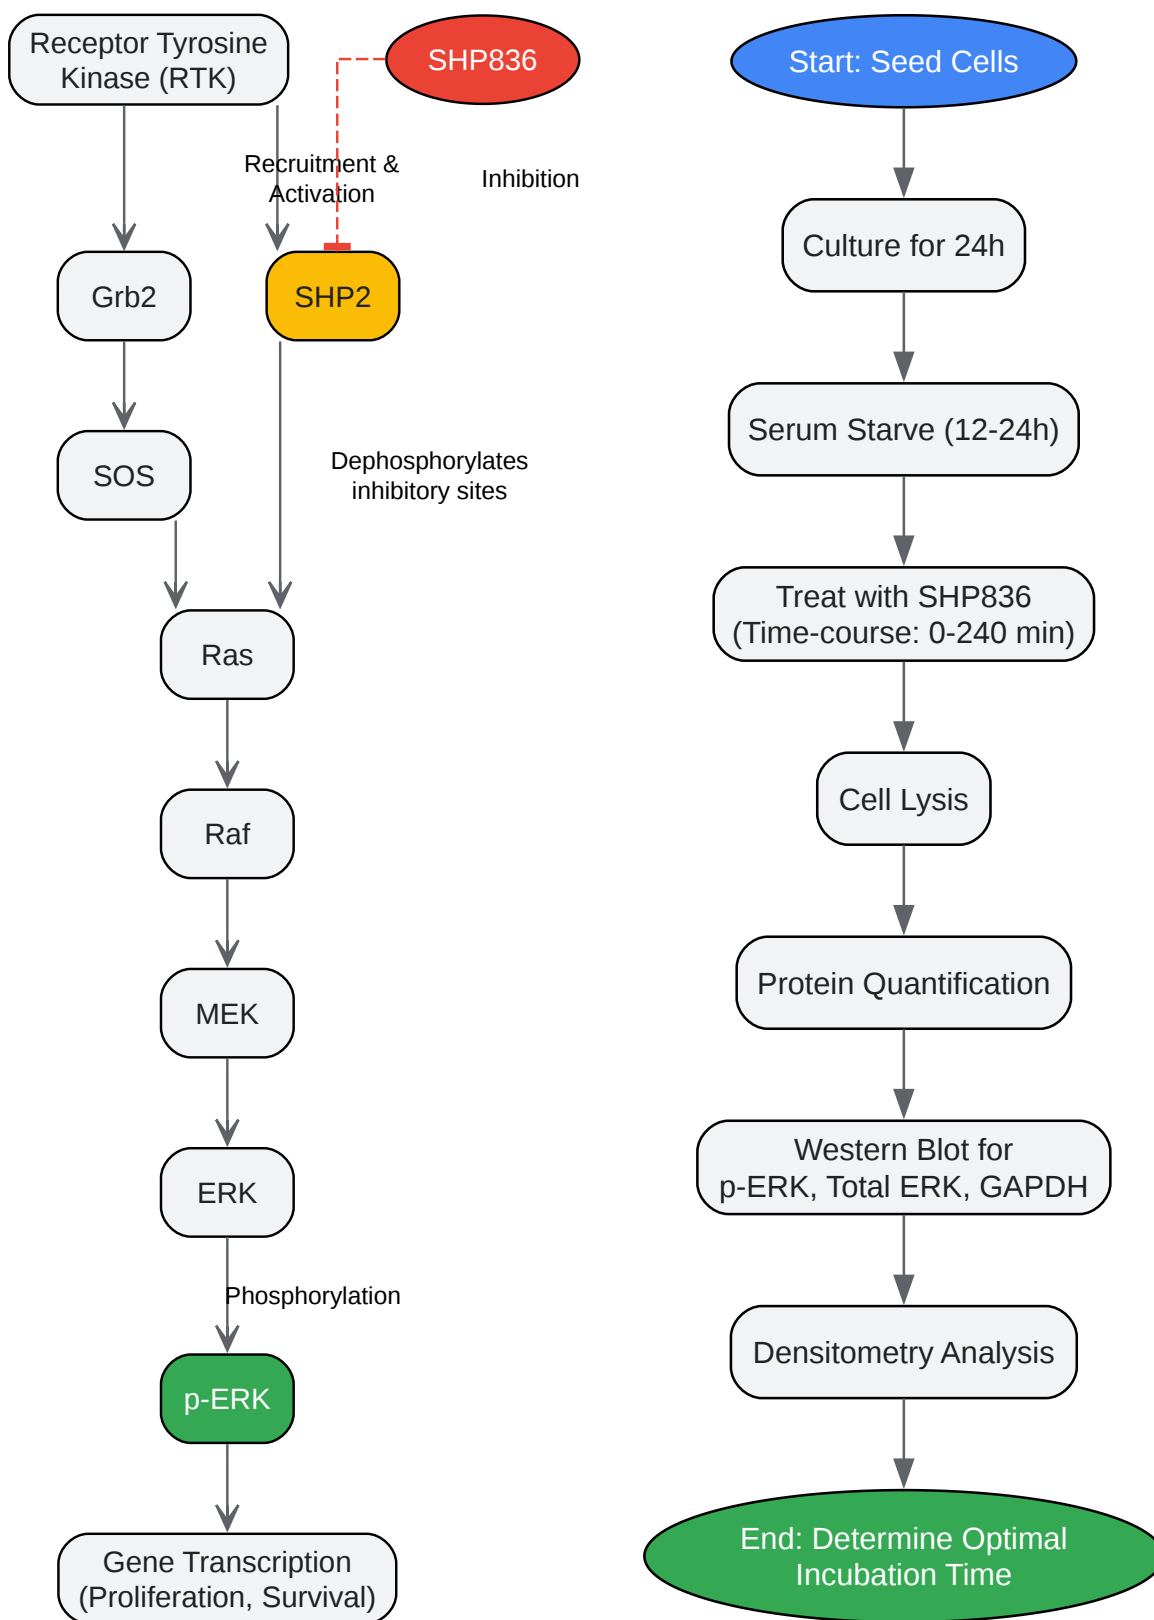 Receptor Tyrosine
Kinase (RTK)
SHP836
Recruitment &
Activation
Inhibition
Grb2
SHP2
SOS
Dephosphorylates
inhibitory sites
Ras
Raf
MEK
ERK
Phosphorylation
p-ERK
Gene Transcription
(Proliferation, Survival)
Start: Seed Cells
Culture for 24h
Serum Starve (12-24h)
Treat with SHP836
(Time-course: 0-240 min)
Cell Lysis
Protein Quantification
Western Blot for
p-ERK, Total ERK, GAPDH
Densitometry Analysis
End: Determine Optimal
Incubation Time